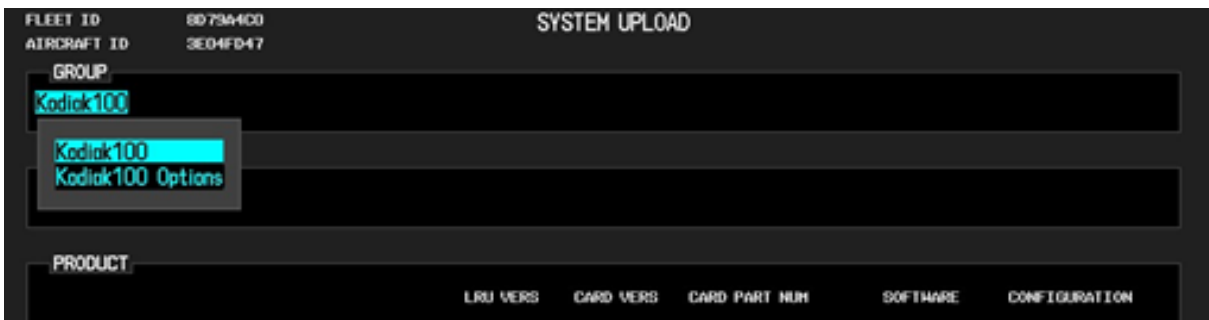 FLEET ID 8D79A4C0 SYSTEM UPLOAD
AIRCRAFT ID 3E04FD47
GROUP
Kodiak100
Kodiak100
Kodiak100 Options
PRODUCT
LRU VERS CARD VERS CARD PART NUM SOFTWARE CONFIGURATION